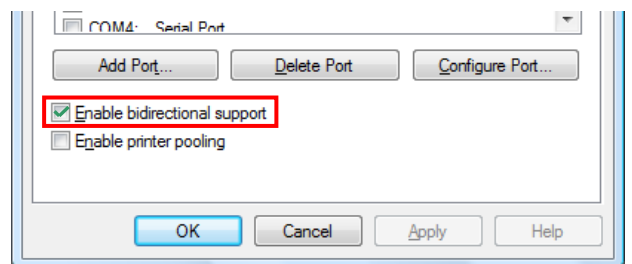 COM4: Serial Port
Add Port... Delete Port Configure Port...
Enable bidirectional support
Enable printer pooling
OK Cancel Apply Help